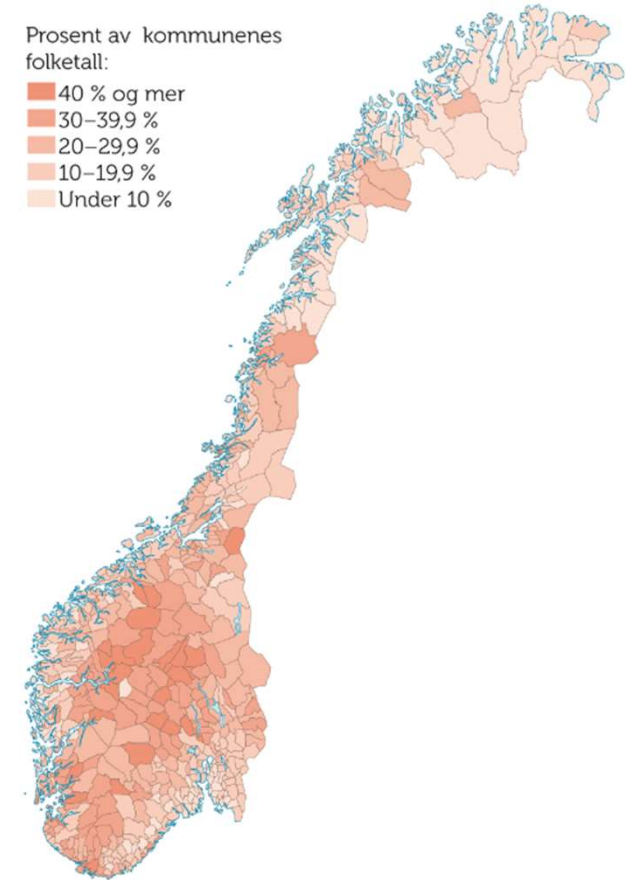 Prosent av kommunenes
folketall:
40 % og mer
30–39,9 %
20–29,9 %
10–19,9 %
Under 10 %